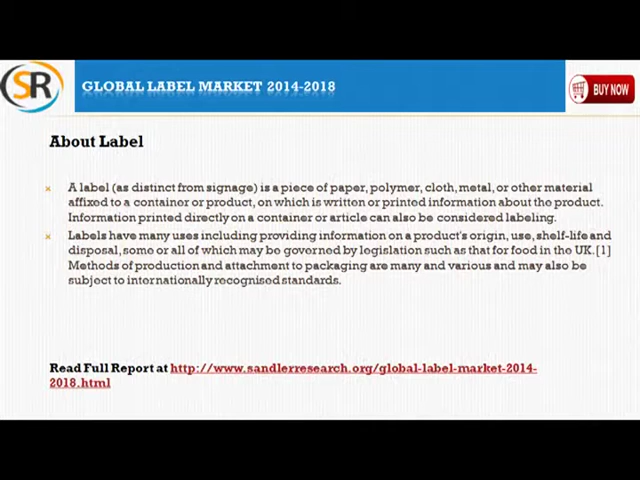 SR
GLOBAL LABEL MARKET 2014-2018
BUY NOW
About Label
A label (as distinct from signage) is a piece of paper, polymer, cloth, metal, or other material
affixed to a container or product, on which is written or printed information about the product.
Information printed directly on a container or article can also be considered labeling.
Labels have many uses including providing information on a product's origin, use, shelf-life and
disposal, some or all of which may be governed by legislation such as that for food in the UK.[1]
Methods of production and attachment to packaging are many and various and may also be
subject to internationally recognised standards.
Read Full Report at http://www.sandlerresearch.org/global-label-market-2014-
2018.html